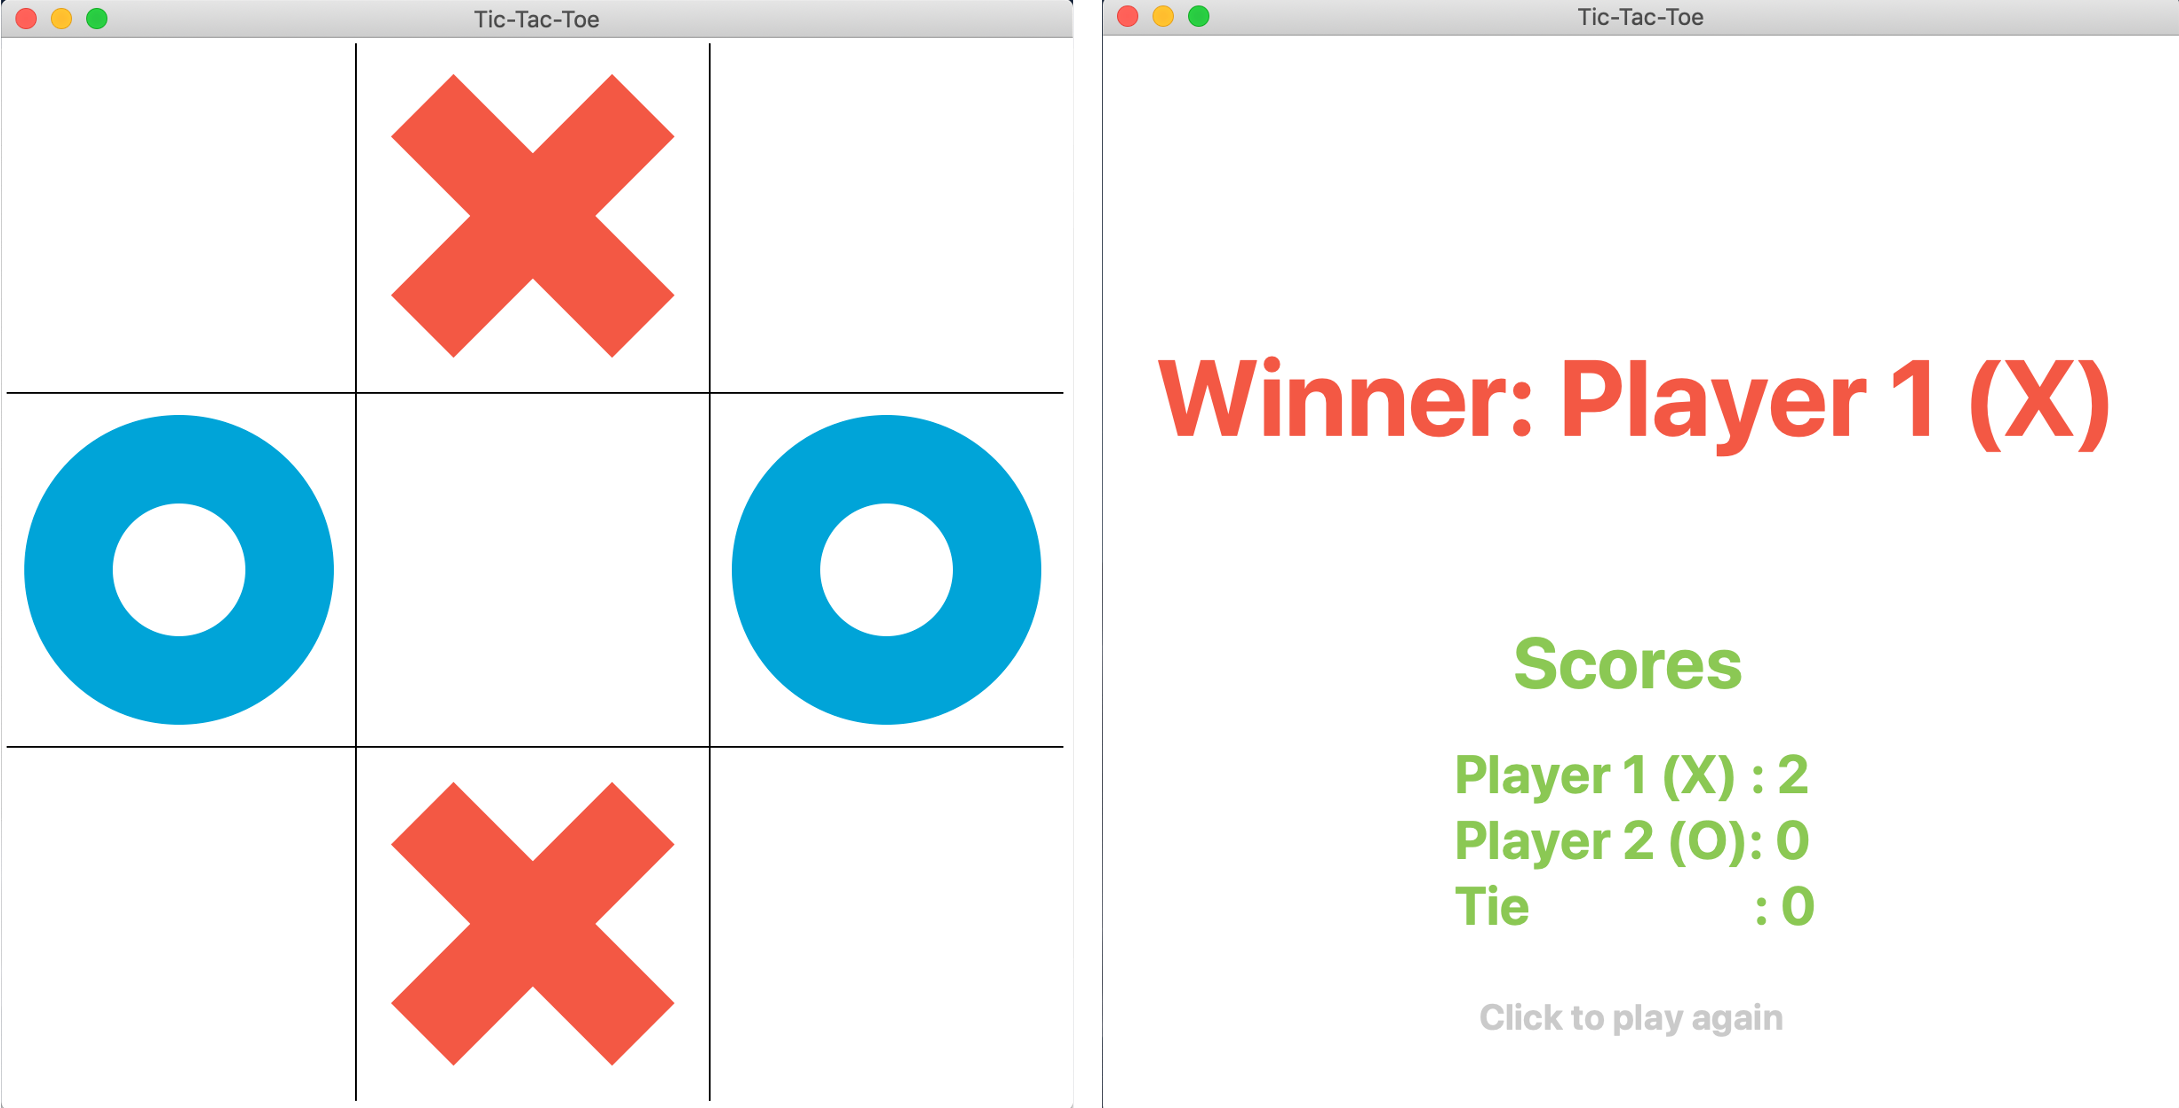 Tic-Tac-Toe
Tic-Tac-Toe
Winner: Player 1 (X)
Scores
Player 1 (X) : 2
Player 2 (O): 0
Tie : 0
Click to play again